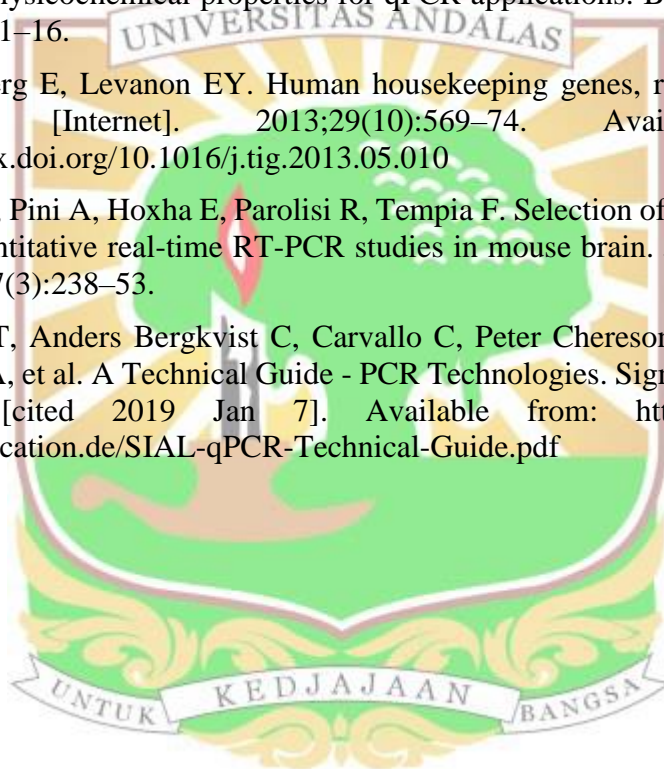 ysicochemical properties for qPCR applications. B
UNIVERSITAS ANDALAS
1–16.
rg E, Levanon EY. Human housekeeping genes, r
[Internet]. 2013;29(10):569–74. Avai
x.doi.org/10.1016/j.tig.2013.05.010
, Pini A, Hoxha E, Parolisi R, Tempia F. Selection of
ntitative real-time RT-PCR studies in mouse brain.
7(3):238–53.
T, Anders Bergkvist C, Carvallo C, Peter Chereson
A, et al. A Technical Guide - PCR Technologies. Sigm
[cited 2019 Jan 7]. Available from: htt
cation.de/SIAL-qPCR-Technical-Guide.pdf
UNTUK KEDJAJAAN BANGSA